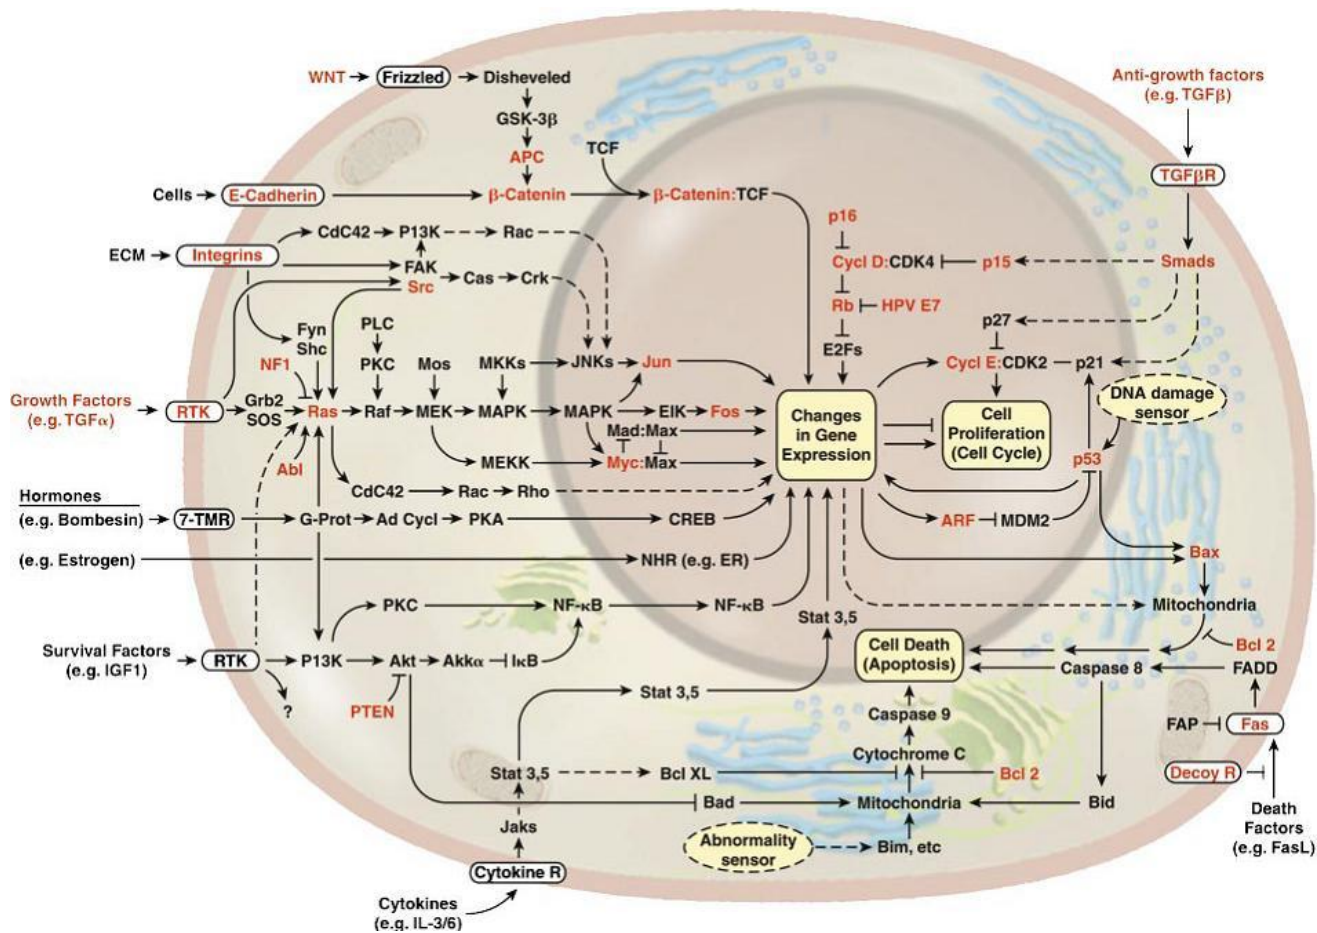 WNT
Frizzled
Disheveled
GSK-3β
APC
TCF
Cells
E-Cadherin
β-Catenin
β-Catenin:TCF
Anti-growth factors
(e.g. TGFβ)
TGFβR
p16
Cycl D:CDK4
p15
Smads
Rb
HPV E7
E2Fs
p27
Cycl E:CDK2
p21
ECM
Integrins
CdC42
P13K
Rac
FAK
Src
Cas
Crk
Fyn
Shc
PLC
PKC
NF1
Mos
MKKs
JNKs
Jun
Growth Factors
(e.g. TGFα)
RTK
Grb2
SOS
Ras
Raf
MEK
MAPK
MAPK
ElK
Fos
Mad:Max
Abl
MEKK
Myc:Max
CdC42
Rac
Rho
Changes
in Gene
Expression
Cell
Proliferation
(Cell Cycle)
DNA damage
sensor
p53
Hormones
(e.g. Bombesin)
7-TMR
G-Prot
Ad Cycl
PKA
CREB
ARF
MDM2
(e.g. Estrogen)
NHR (e.g. ER)
Bax
PKC
NF-κB
NF-κB
Stat 3,5
Mitochondria
Survival Factors
(e.g. IGF1)
RTK
P13K
Akt
Akkα
IκB
?
PTEN
Stat 3,5
Cell Death
(Apoptosis)
Bcl 2
Caspase 8
FADD
Caspase 9
FAP
Fas
Cytochrome C
Stat 3,5
Bcl XL
Bcl 2
Decoy R
Bad
Mitochondria
Bid
Jaks
Abnormality
sensor
Bim, etc
Death
Factors
(e.g. FasL)
Cytokine R
Cytokines
(e.g. IL-3/6)